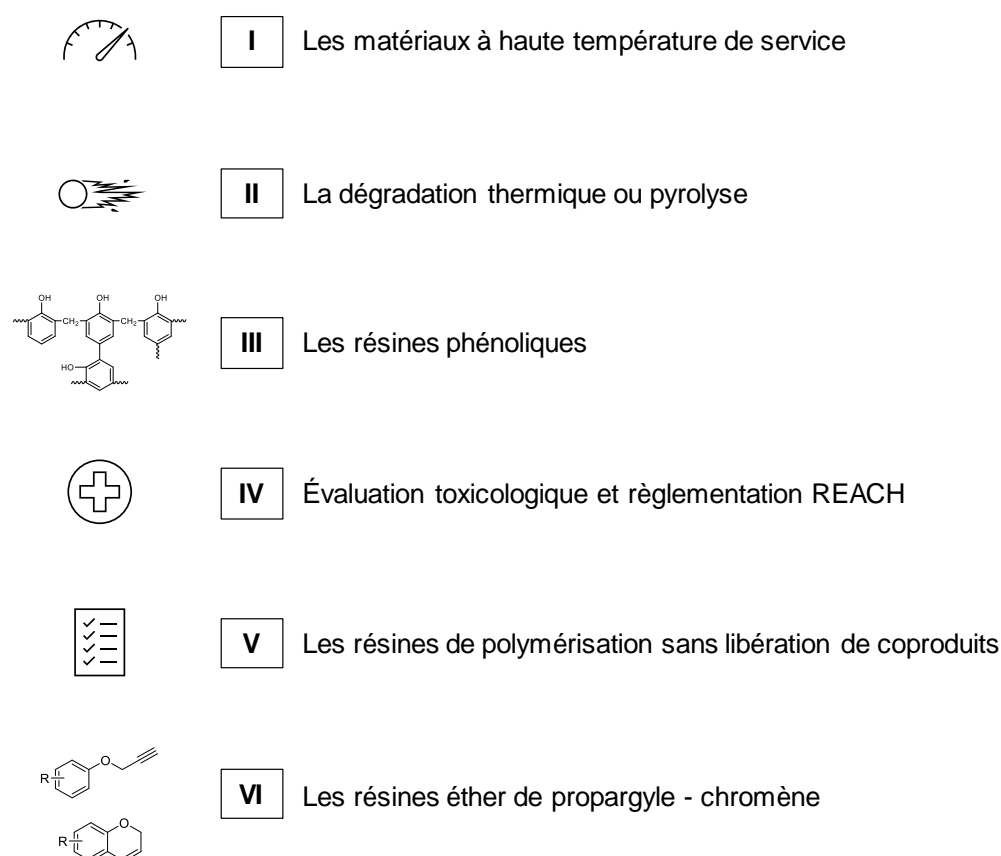 I Les matériaux à haute température de service
II La dégradation thermique ou pyrolyse
OH OH OH
CH2 CH2
HO
III Les résines phénoliques
IV Évaluation toxicologique et règlementation REACH
V Les résines de polymérisation sans libération de coproduits
O
R
VI Les résines éther de propargyle - chromène
O
R